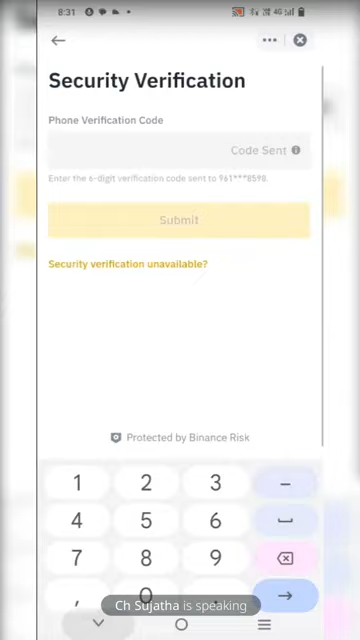 8:31
4G
Security Verification
Phone Verification Code
Code Sent
Enter the 6-digit verification code sent to 961***8598.
Submit
Security verification unavailable?
Protected by Binance Risk
1 2 3 -
4 5 6
7 8 9
, 0 .
Ch Sujatha is speaking